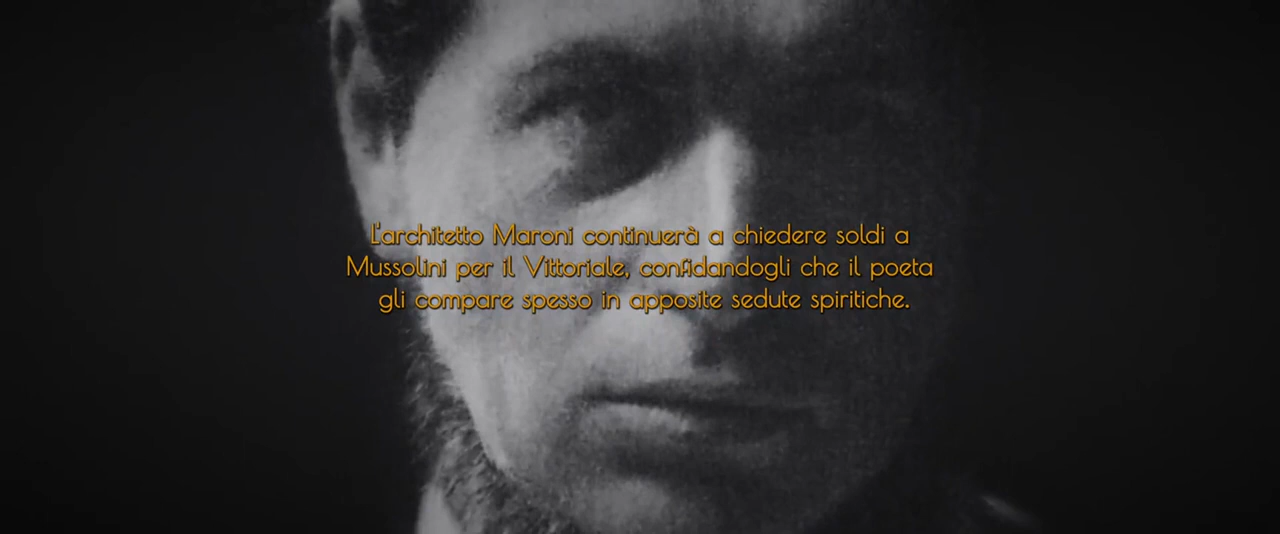 L'architetto Maroni continuerà a chiedere soldi a
Mussolini per il Vittoriale, confidandogli che il poeta
gli compare spesso in apposite sedute spiritiche.